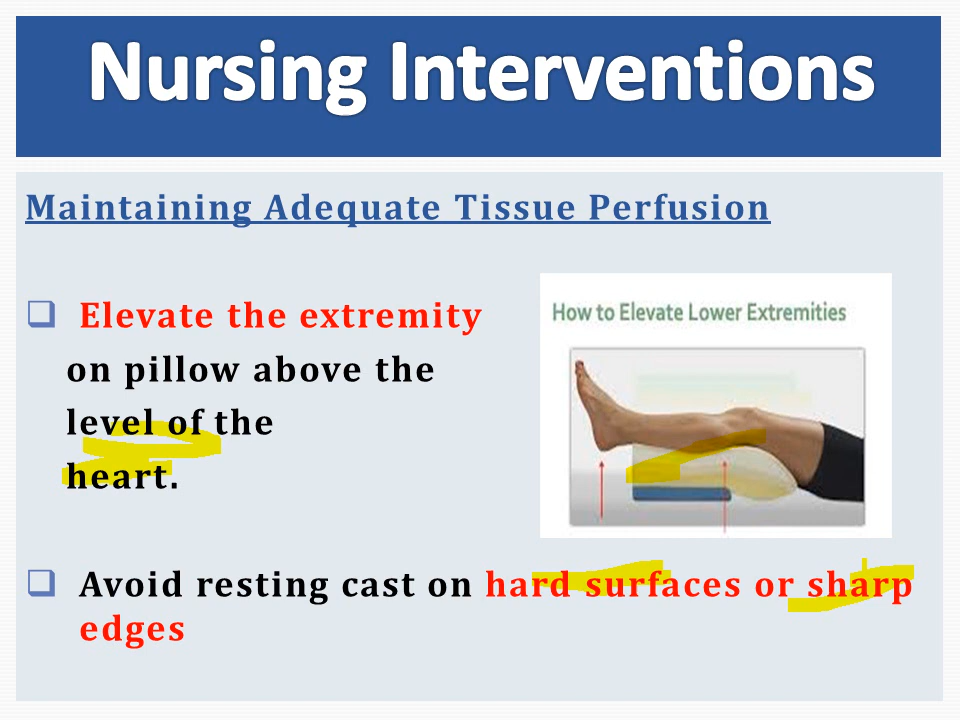 Nursing Interventions
Maintaining Adequate Tissue Perfusion
Elevate the extremity
on pillow above the
level of the
heart.
How to Elevate Lower Extremities
Avoid resting cast on hard surfaces or sharp
edges